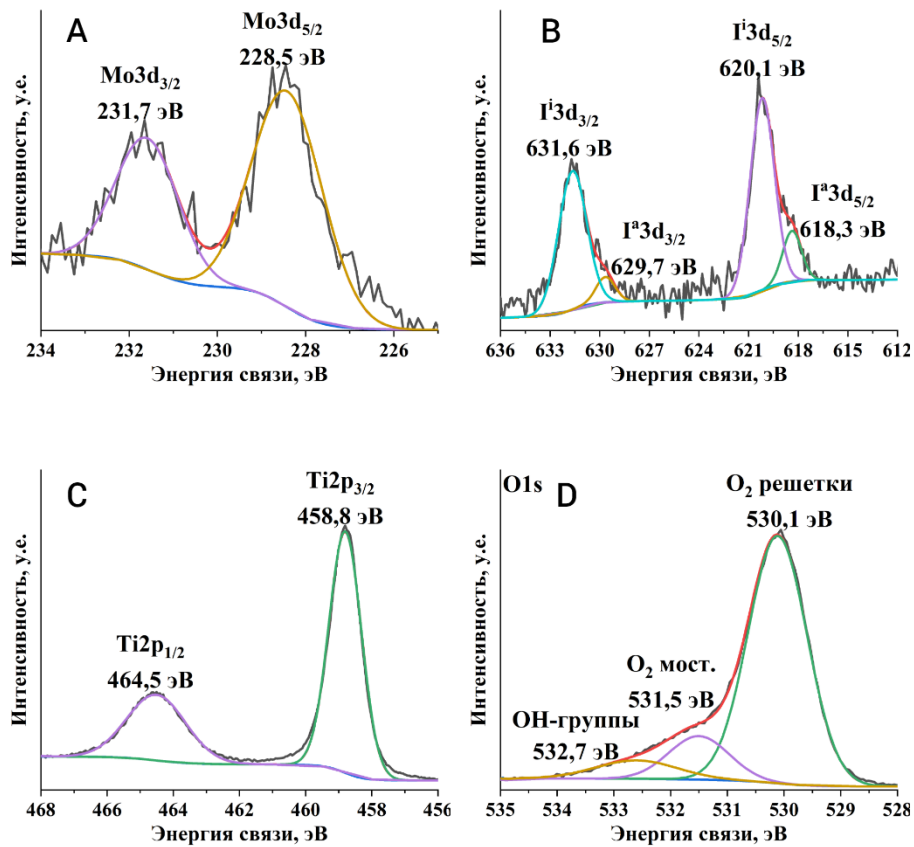 A
Mo3d5/2
228,5 эВ
Mo3d3/2
231,7 эВ
Интенсивность, у.е.
234 231 230 228 226
Энергия связи, эВ
B
Iⁱ3d5/2
620,1 эВ
Iⁱ3d3/2
631,6 эВ
Iᵃ3d3/2
629,7 эВ
Iᵃ3d5/2
618,3 эВ
Интенсивность, у.е.
636 633 630 627 624 621 618 615 612
Энергия связи, эВ
C
Ti2p3/2
458,8 эВ
Ti2p1/2
464,5 эВ
Интенсивность, у.е.
468 466 464 462 460 458 456
Энергия связи, эВ
O1s
D
O₂ решетки
530,1 эВ
O₂ мост.
531,5 эВ
OH-группы
532,7 эВ
Интенсивность, у.е.
535 532 531 530 529 528
Энергия связи, эВ